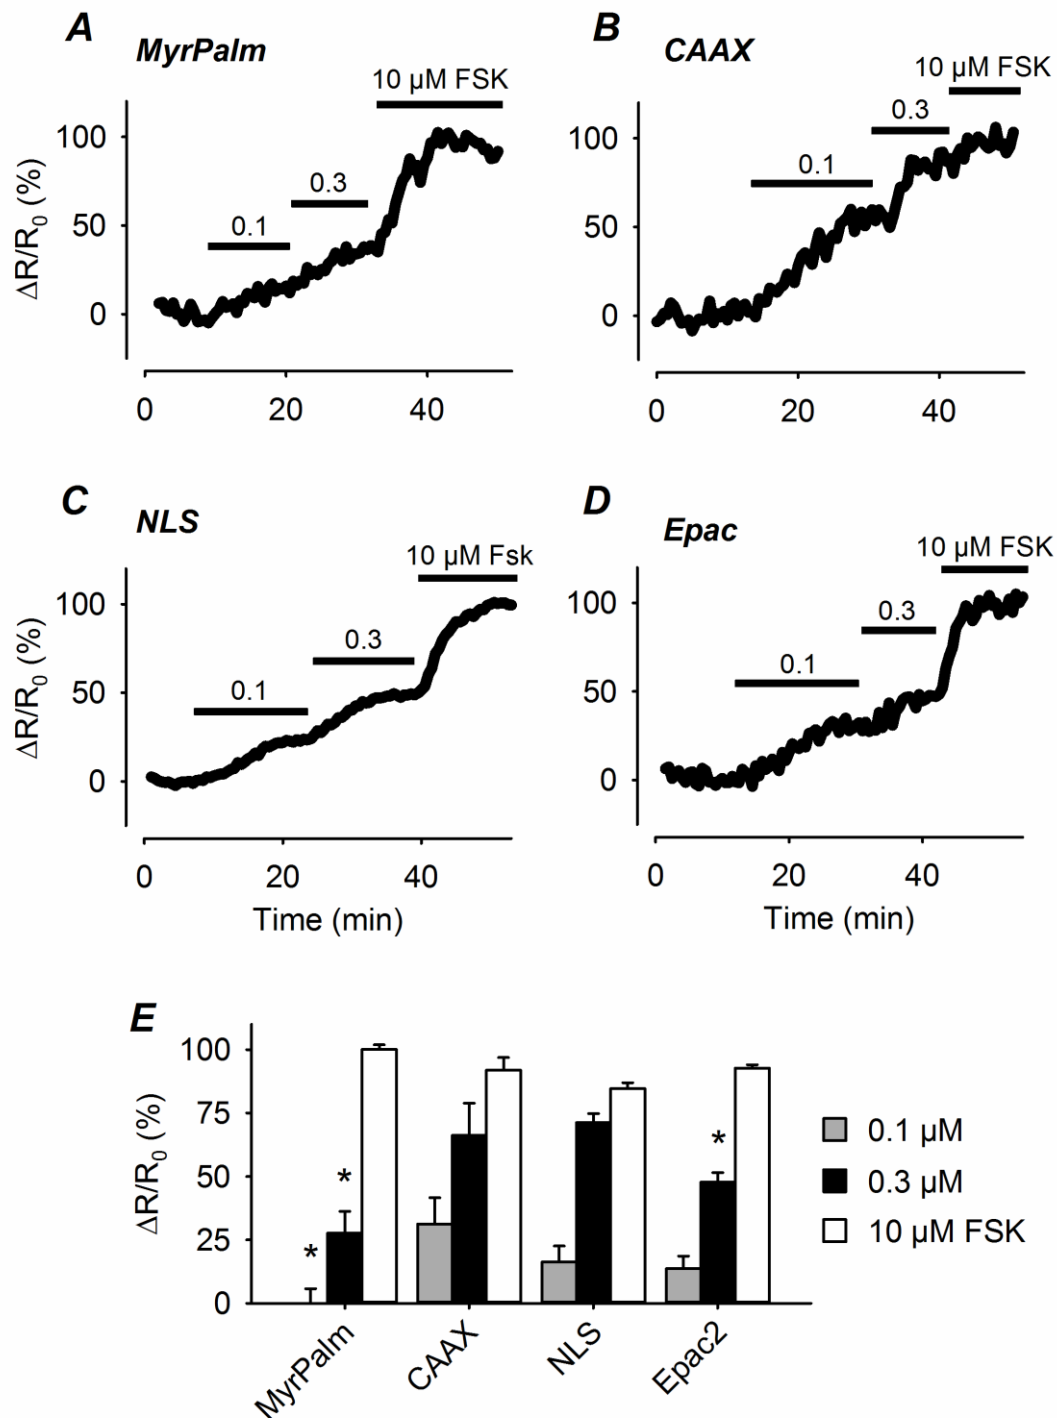 A
MyrPalm
10 µM FSK
0.3
0.1
ΔR/R0 (%)
100
50
0
0
20
40
B
CAAX
10 µM FSK
0.3
0.1
100
50
0
0
20
40
C
NLS
10 µM Fsk
0.3
0.1
ΔR/R0 (%)
100
50
0
0
20
40
Time (min)
D
Epac
10 µM FSK
0.3
0.1
100
50
0
0
20
40
Time (min)
E
ΔR/R0 (%)
100
75
50
25
0
*
*
*
MyrPalm
CAAX
NLS
Epac2
0.1 µM
0.3 µM
10 µM FSK